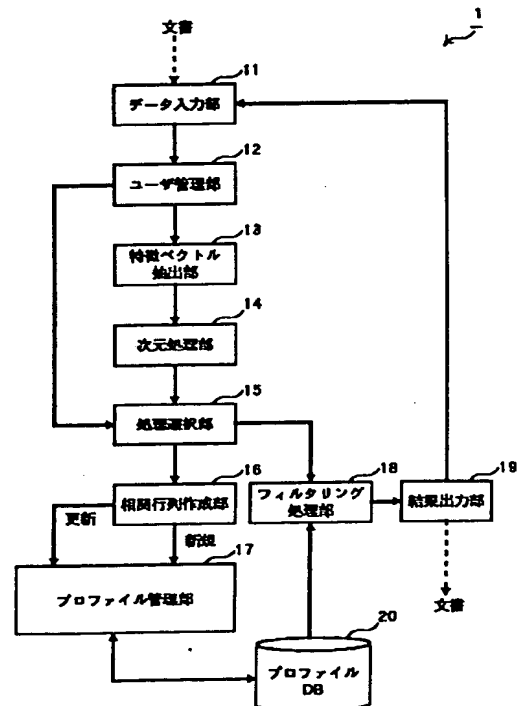 1
文書
11
データ入力部
12
ユーザ管理部
13
特徴ベクトル
抽出部
14
次元処理部
15
処理選択部
16
相関行列作成部
18
フィルタリング
処理部
19
結果出力部
更新
新規
17
プロファイル管理部
文書
20
プロファイル
DB